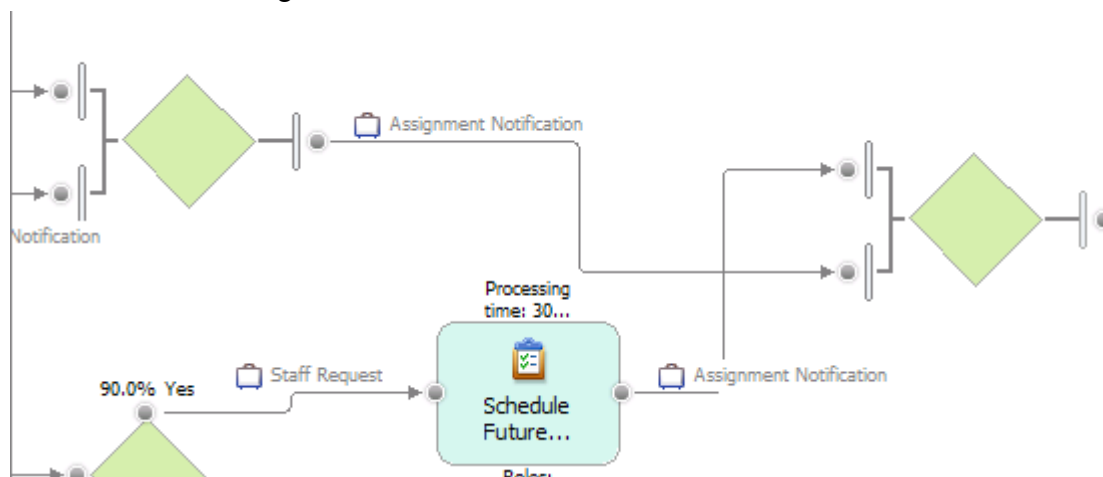 Assignment Notification
Notification
Processing
time: 30...
Staff Request
90.0% Yes
Assignment Notification
Schedule
Future...